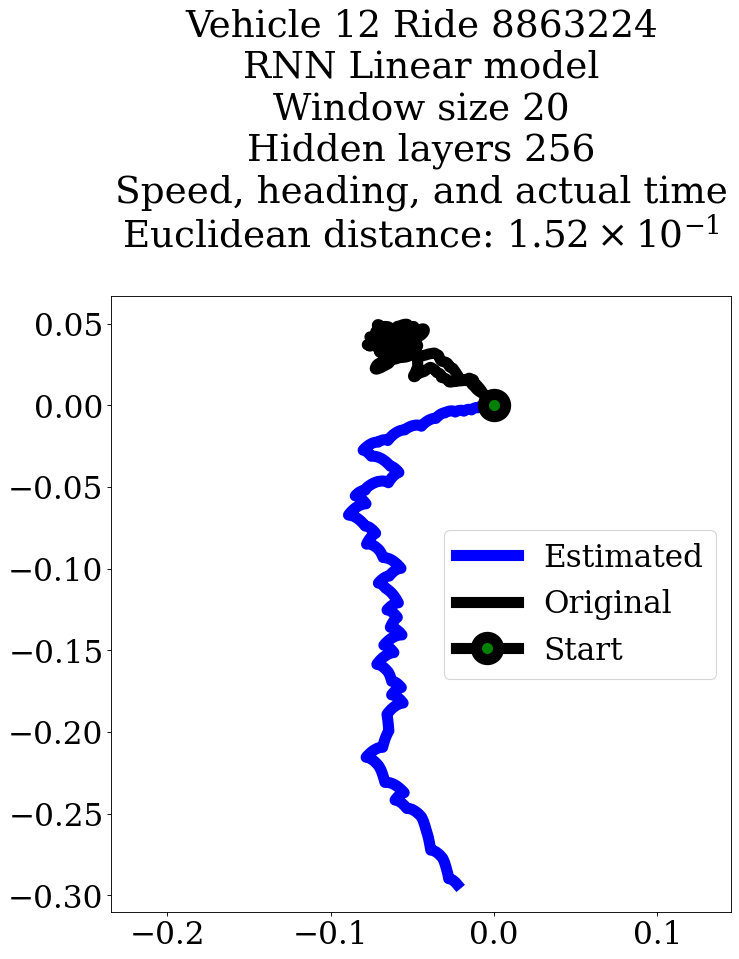 Vehicle 12 Ride 8863224
RNN Linear model
Window size 20
Hidden layers 256
Speed, heading, and actual time
Euclidean distance: 1.52 × 10⁻¹
0.05
0.00
−0.05
−0.10
−0.15
−0.20
−0.25
−0.30
Estimated
Original
Start
−0.2 −0.1 0.0 0.1